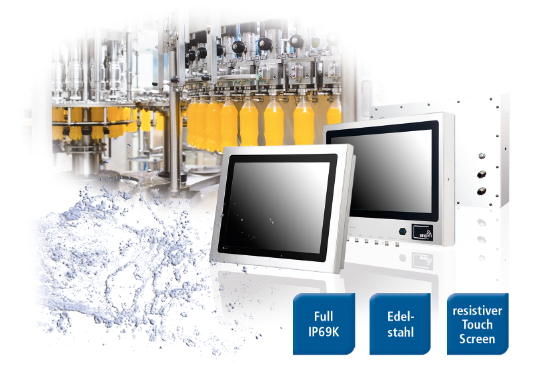 Full
IP69K
Edel-
stahl
resistiver
Touch
Screen